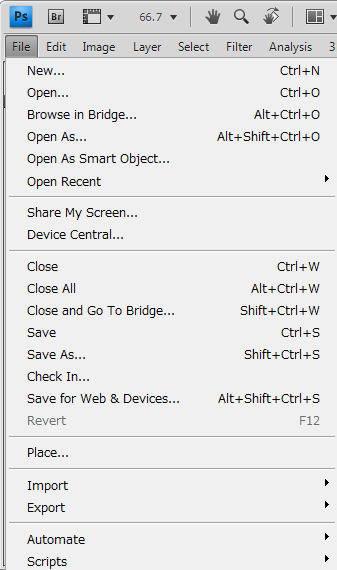 Ps Br 66.7
File Edit Image Layer Select Filter Analysis 3
New... Ctrl+N
Open... Ctrl+O
Browse in Bridge... Alt+Ctrl+O
Open As... Alt+Shift+Ctrl+O
Open As Smart Object...
Open Recent
Share My Screen...
Device Central...
Close Ctrl+W
Close All Alt+Ctrl+W
Close and Go To Bridge... Shift+Ctrl+W
Save Ctrl+S
Save As... Shift+Ctrl+S
Check In...
Save for Web & Devices... Alt+Shift+Ctrl+S
Revert F12
Place...
Import
Export
Automate
Scripts